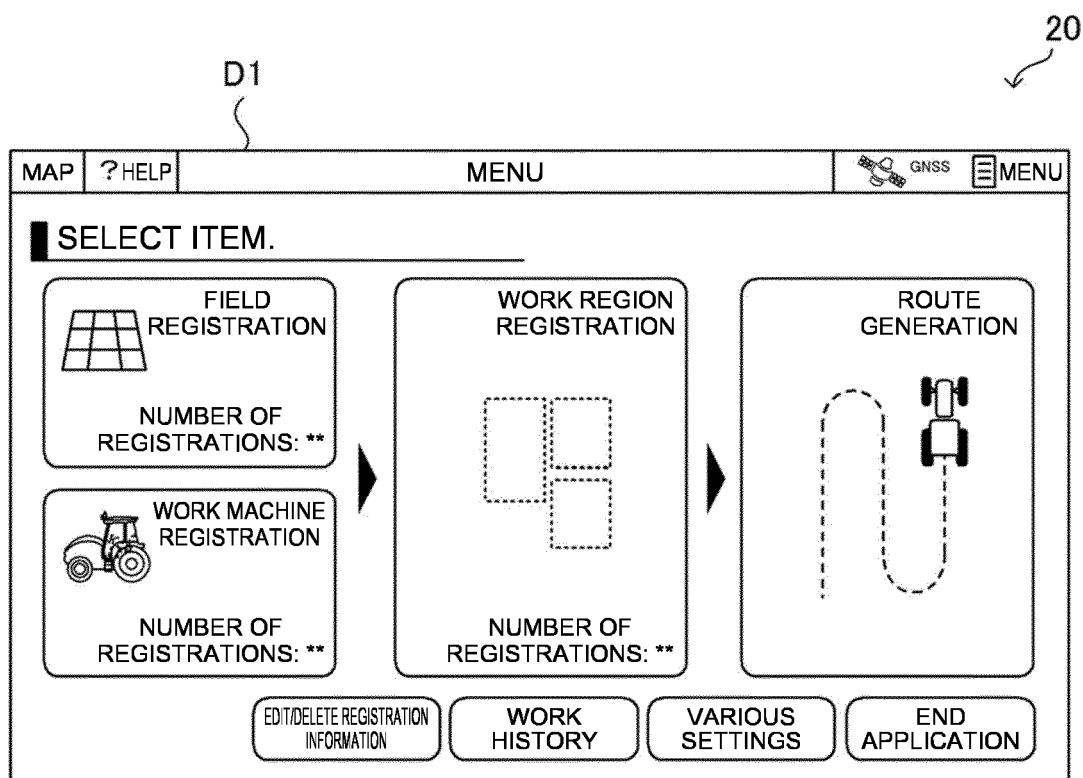 20
D1
MAP ?HELP MENU GNSS MENU
SELECT ITEM.
FIELD
REGISTRATION
NUMBER OF
REGISTRATIONS: **
WORK MACHINE
REGISTRATION
NUMBER OF
REGISTRATIONS: **
WORK REGION
REGISTRATION
NUMBER OF
REGISTRATIONS: **
ROUTE
GENERATION
EDIT/DELETE REGISTRATION
INFORMATION
WORK
HISTORY
VARIOUS
SETTINGS
END
APPLICATION